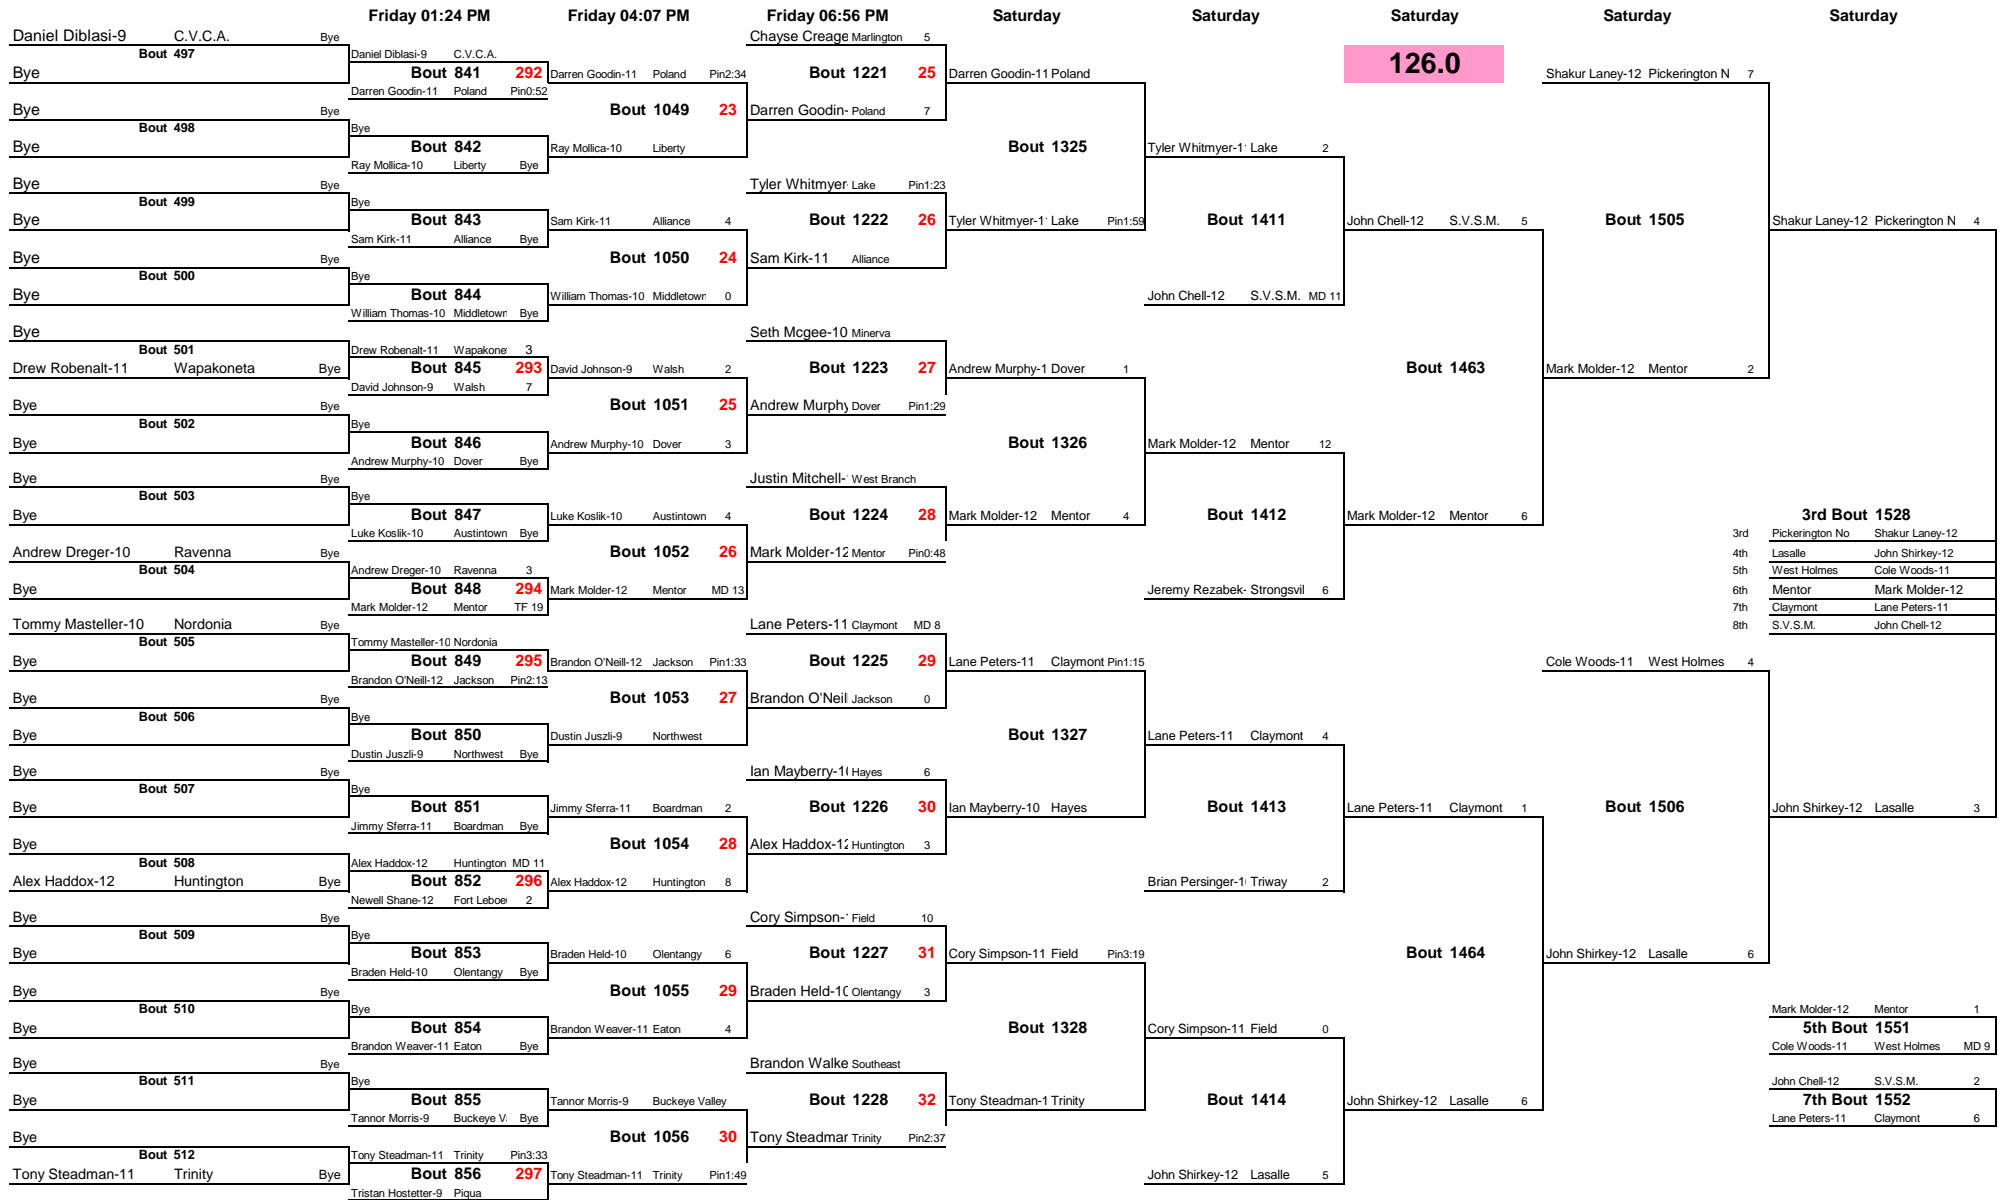 Friday 01:24 PM Friday 04:07 PM Friday 06:56 PM Saturday Saturday Saturday Saturday Saturday
Daniel Diblasi-9 C.V.C.A. Bye
Bout 497
Bye
Bye Bye
Bout 498
Bye
Bye Bye
Bout 499
Bye
Bye Bye
Bout 500
Bye
Bye
Bout 501
Drew Robenalt-11 Wapakoneta Bye
Bye Bye
Bout 502
Bye
Bye Bye
Bout 503
Bye
Andrew Dreger-10 Ravenna Bye
Bout 504
Bye
Tommy Masteller-10 Nordonia Bye
Bout 505
Bye
Bye Bye
Bout 506
Bye
Bye Bye
Bout 507
Bye
Bye
Bout 508
Alex Haddox-12 Huntington Bye
Bye Bye
Bout 509
Bye
Bye Bye
Bout 510
Bye
Bye Bye
Bout 511
Bye
Bye
Bout 512
Tony Steadman-11 Trinity Bye
Daniel Diblasi-9 C.V.C.A.
Bout 841 292
Darren Goodin-11 Poland Pin0:52
Bye
Bout 842
Ray Mollica-10 Liberty Bye
Bye
Bout 843
Sam Kirk-11 Alliance Bye
Bye
Bout 844
William Thomas-10 Middletown Bye
Drew Robenalt-11 Wapakone 3
Bout 845 293
David Johnson-9 Walsh 7
Bye
Bout 846
Andrew Murphy-10 Dover Bye
Bye
Bout 847
Luke Koslik-10 Austintown Bye
Andrew Dreger-10 Ravenna 3
Bout 848 294
Mark Molder-12 Mentor TF 19
Tommy Masteller-10 Nordonia
Bout 849 295
Brandon O'Neill-12 Jackson Pin2:13
Bye
Bout 850
Dustin Juszli-9 Northwest Bye
Bye
Bout 851
Jimmy Sferra-11 Boardman Bye
Alex Haddox-12 Huntington MD 11
Bout 852 296
Newell Shane-12 Fort Leboe 2
Bye
Bout 853
Braden Held-10 Olentangy Bye
Bye
Bout 854
Brandon Weaver-11 Eaton Bye
Bye
Bout 855
Tannor Morris-9 Buckeye V Bye
Tony Steadman-11 Trinity Pin3:33
Bout 856 297
Tristan Hostetter-9 Piqua
Darren Goodin-11 Poland Pin2:34
Bout 1049 23
Ray Mollica-10 Liberty
Sam Kirk-11 Alliance 4
Bout 1050 24
William Thomas-10 Middletown 0
David Johnson-9 Walsh 2
Bout 1051 25
Andrew Murphy-10 Dover 3
Luke Koslik-10 Austintown 4
Bout 1052 26
Mark Molder-12 Mentor MD 13
Brandon O'Neill-12 Jackson Pin1:33
Bout 1053 27
Dustin Juszli-9 Northwest
Jimmy Sferra-11 Boardman 2
Bout 1054 28
Alex Haddox-12 Huntington 8
Braden Held-10 Olentangy 6
Bout 1055 29
Brandon Weaver-11 Eaton 4
Tannor Morris-9 Buckeye Valley
Bout 1056 30
Tony Steadman-11 Trinity Pin1:49
Chayse Creage Marlington 5
Bout 1221 25
Darren Goodin- Poland 7
Tyler Whitmyer Lake Pin1:23
Bout 1222 26
Sam Kirk-11 Alliance
Seth Mcgee-10 Minerva
Bout 1223 27
Andrew Murphy Dover Pin1:29
Justin Mitchell- West Branch
Bout 1224 28
Mark Molder-12 Mentor Pin0:48
Lane Peters-11 Claymont MD 8
Bout 1225 29
Brandon O'Neil Jackson 0
Ian Mayberry-1 Hayes 6
Bout 1226 30
Alex Haddox-12 Huntington 3
Cory Simpson- Field 10
Bout 1227 31
Braden Held-10 Olentangy 3
Brandon Walke Southeast
Bout 1228 32
Tony Steadmar Trinity Pin2:37
Darren Goodin-11 Poland
Bout 1325
Tyler Whitmyer-1 Lake Pin1:59
Andrew Murphy-1 Dover 1
Bout 1326
Mark Molder-12 Mentor 4
Lane Peters-11 Claymont Pin1:15
Bout 1327
Ian Mayberry-10 Hayes
Cory Simpson-11 Field Pin3:19
Bout 1328
Tony Steadman-1 Trinity
Tyler Whitmyer-1 Lake 2
Bout 1411
John Chell-12 S.V.S.M. MD 11
Mark Molder-12 Mentor 12
Bout 1412
Jeremy Rezabek- Strongsvil 6
Lane Peters-11 Claymont 4
Bout 1413
Brian Persinger-1 Triway 2
Cory Simpson-11 Field 0
Bout 1414
John Shirkey-12 Lasalle 5
126.0
John Chell-12 S.V.S.M. 5
Bout 1463
Mark Molder-12 Mentor 6
Lane Peters-11 Claymont 1
Bout 1464
John Shirkey-12 Lasalle 6
Shakur Laney-12 Pickerington N 7
Bout 1505
Mark Molder-12 Mentor 2
Cole Woods-11 West Holmes 4
Bout 1506
John Shirkey-12 Lasalle 6
Shakur Laney-12 Pickerington N 4
3rd Bout 1528
3rd Pickerington No Shakur Laney-12
4th Lasalle John Shirkey-12
5th West Holmes Cole Woods-11
6th Mentor Mark Molder-12
7th Claymont Lane Peters-11
8th S.V.S.M. John Chell-12
John Shirkey-12 Lasalle 3
Mark Molder-12 Mentor 1
5th Bout 1551
Cole Woods-11 West Holmes MD 9
John Chell-12 S.V.S.M. 2
7th Bout 1552
Lane Peters-11 Claymont 6